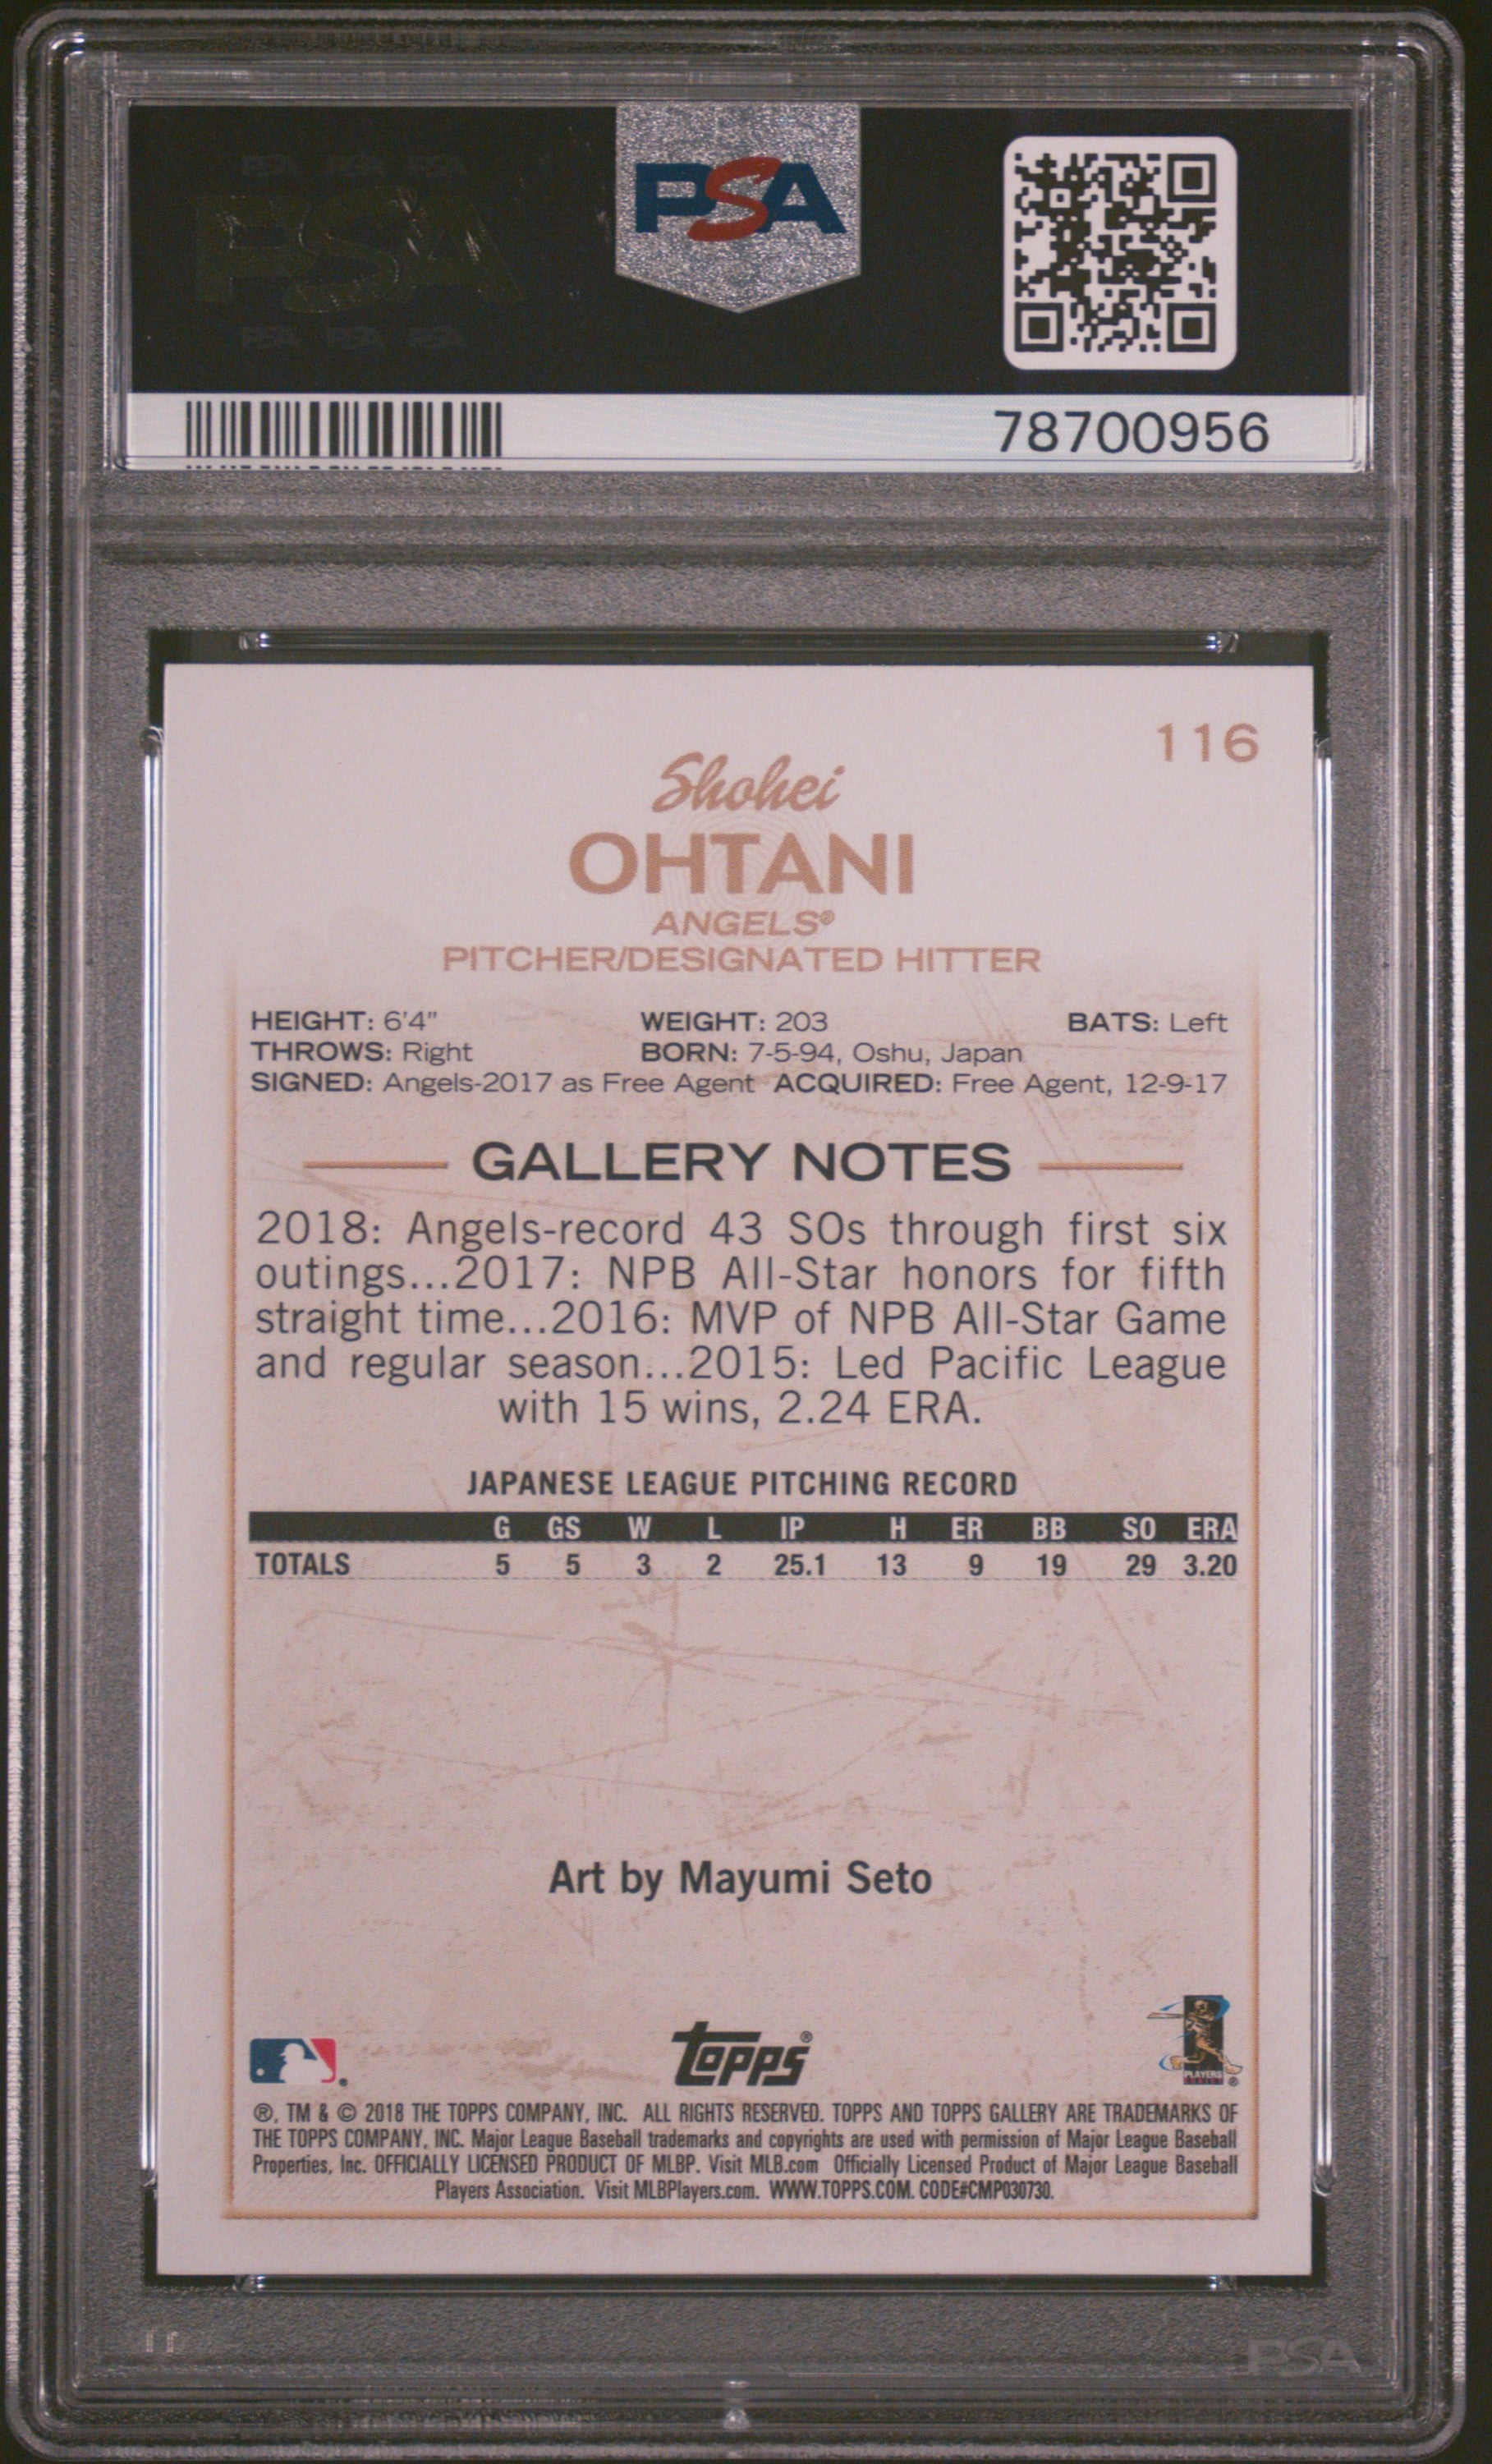 PSA PSA PSA
PSA
PSA PSA PSA
PSA
78700956
116
Shohei
OHTANI
ANGELS®
PITCHER/DESIGNATED HITTER
HEIGHT: 6'4" WEIGHT: 203 BATS: Left
THROWS: Right BORN: 7-5-94, Oshu, Japan
SIGNED: Angels-2017 as Free Agent ACQUIRED: Free Agent, 12-9-17
GALLERY NOTES
2018: Angels-record 43 SOs through first six
outings...2017: NPB All-Star honors for fifth
straight time...2016: MVP of NPB All-Star Game
and regular season...2015: Led Pacific League
with 15 wins, 2.24 ERA.
JAPANESE LEAGUE PITCHING RECORD
G GS W L IP H ER BB SO ERA
TOTALS 5 5 3 2 25.1 13 9 19 29 3.20
Art by Mayumi Seto
topps®
PLAYERS
®, TM & © 2018 THE TOPPS COMPANY, INC. ALL RIGHTS RESERVED. TOPPS AND TOPPS GALLERY ARE TRADEMARKS OF
THE TOPPS COMPANY, INC. Major League Baseball trademarks and copyrights are used with permission of Major League Baseball
Properties, Inc. OFFICIALLY LICENSED PRODUCT OF MLBP. Visit MLB.com Officially Licensed Product of Major League Baseball
Players Association. Visit MLBPlayers.com. WWW.TOPPS.COM. CODE#CMP030730.
PSA